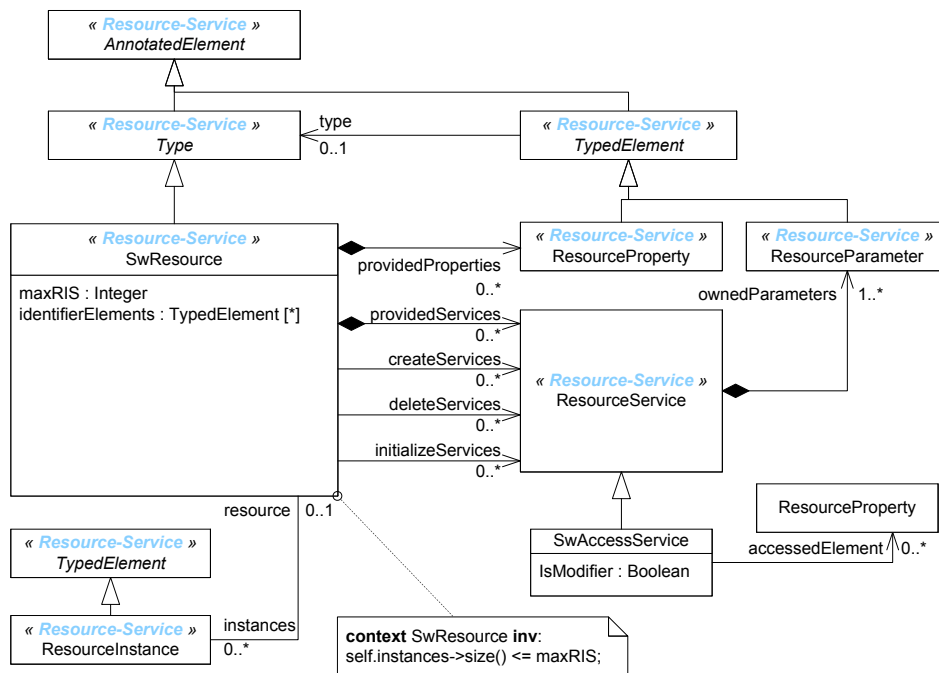 « Resource-Service »
AnnotatedElement
« Resource-Service »
Type
type
0..1
« Resource-Service »
TypedElement
« Resource-Service »
SwResource
maxRIS : Integer
identifierElements : TypedElement [*]
providedProperties
0..*
« Resource-Service »
ResourceProperty
« Resource-Service »
ResourceParameter
ownedParameters
1..*
providedServices
0..*
createServices
0..*
deleteServices
0..*
initializeServices
0..*
« Resource-Service »
ResourceService
resource
0..1
SwAccessService
IsModifier : Boolean
ResourceProperty
accessedElement
0..*
« Resource-Service »
TypedElement
« Resource-Service »
ResourceInstance
instances
0..*
context SwResource inv:
self.instances->size() <= maxRIS;